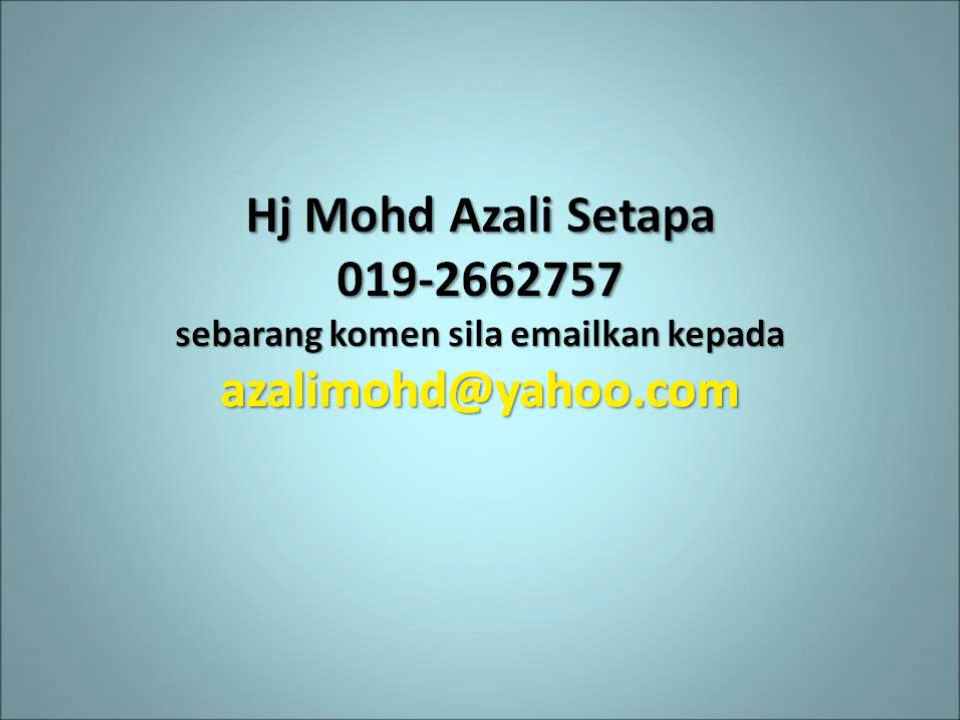 Hj Mohd Azali Setapa
019-2662757
sebarang komen sila emailkan kepada
azalimohd@yahoo.com